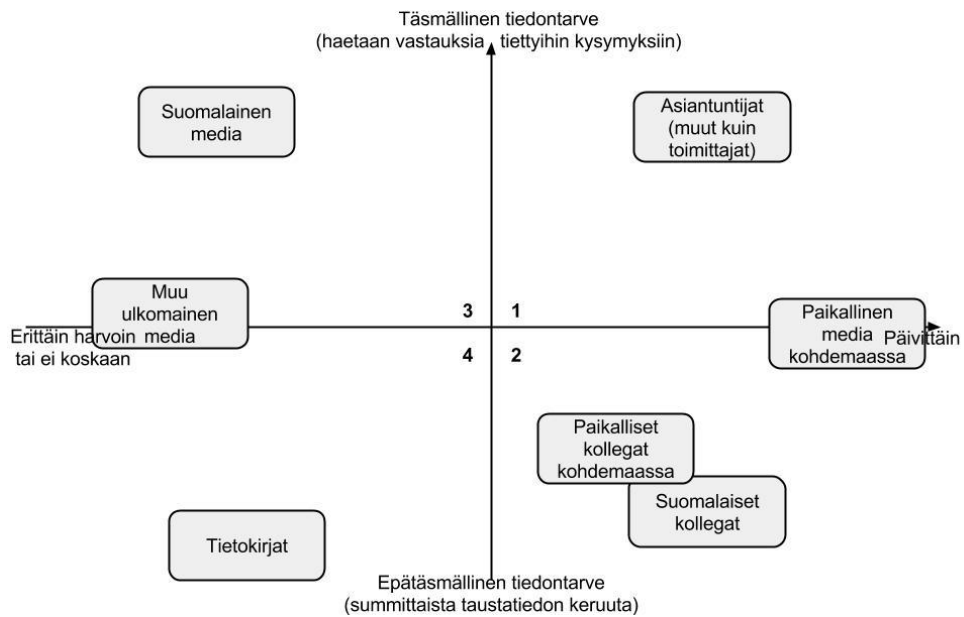 Täsmällinen tiedontarve
(haetaan vastauksia tiettyihin kysymyksiin)
Suomalainen
media
Asiantuntijat
(muut kuin
toimittajat)
Muu
ulkomainen
media
3 1
Paikallinen
media
kohdemaassa
Erittäin harvoin
tai ei koskaan
Päivittäin
4 2
Paikalliset
kollegat
kohdemaassa
Suomalaiset
kollegat
Tietokirjat
Epätäsmällinen tiedontarve
(summittaista taustatiedon keruuta)